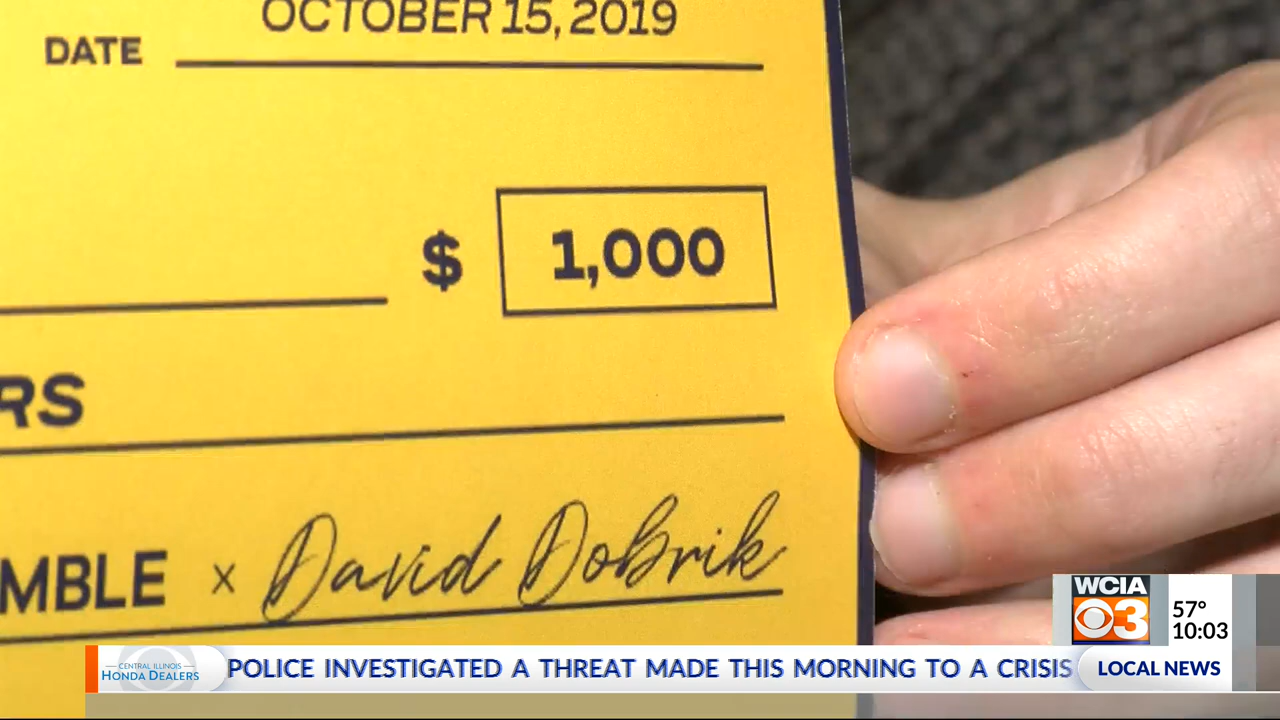 OCTOBER 15, 2019
DATE
$ 1,000
RS
MBLE x David DoBrik
WCIA
3
57°
10:03
CENTRAL ILLINOIS
HONDA DEALERS
POLICE INVESTIGATED A THREAT MADE THIS MORNING TO A CRISIS
LOCAL NEWS